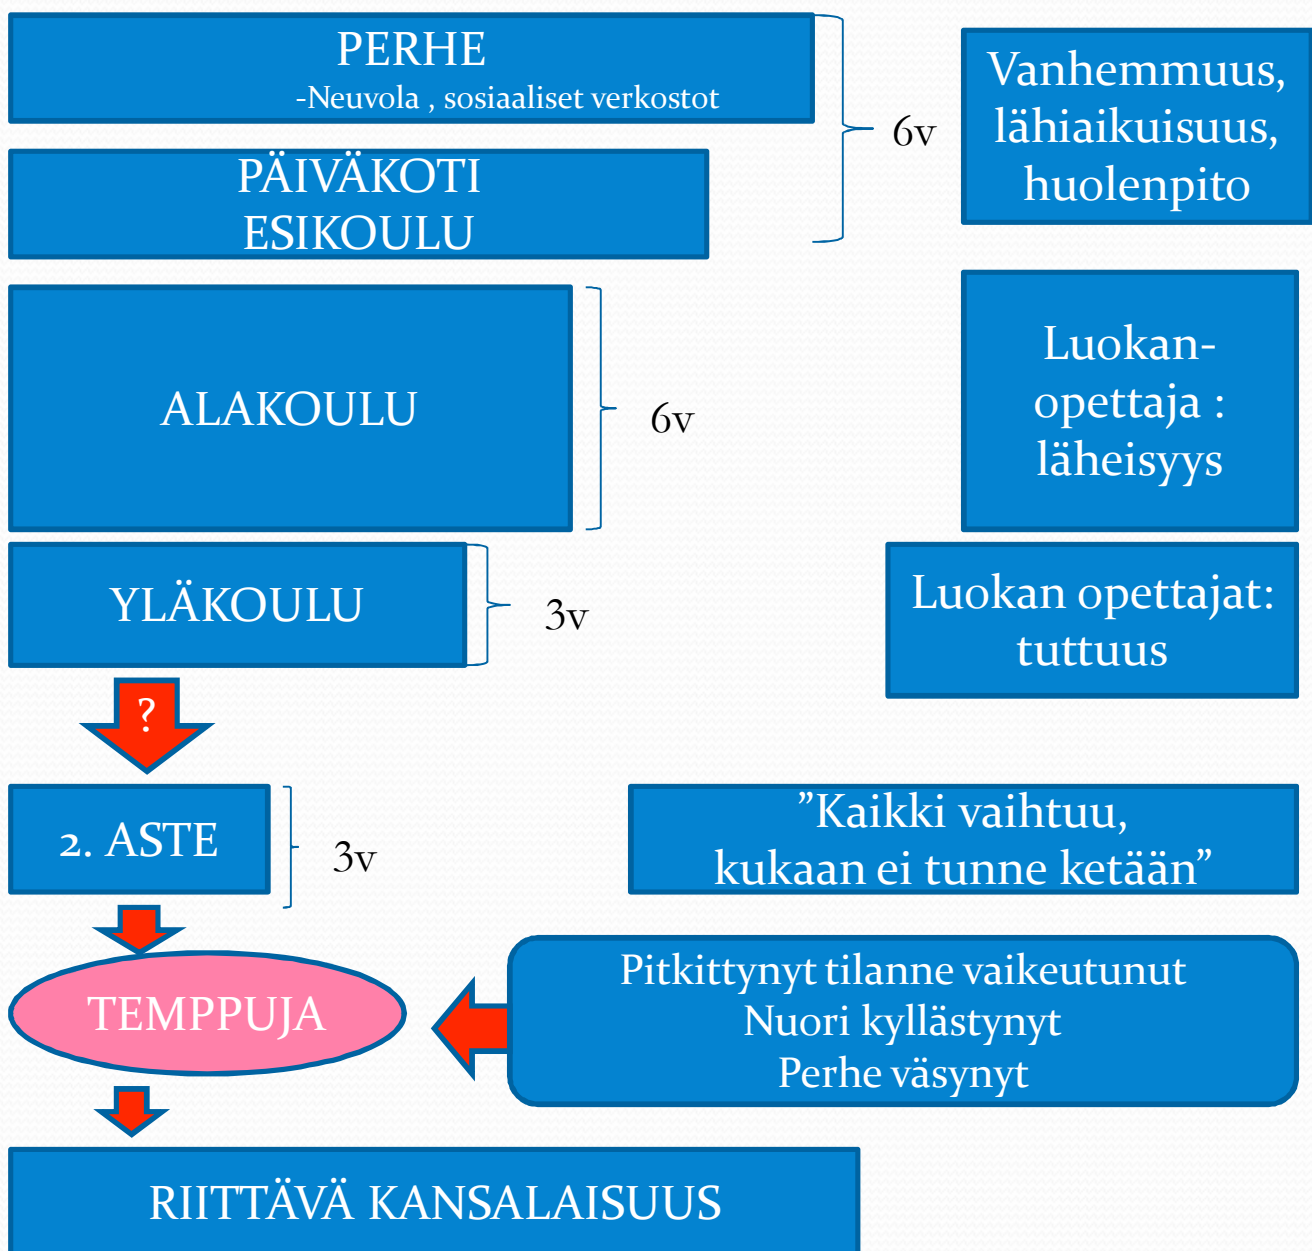 PERHE
-Neuvola , sosiaaliset verkostot
6v
Vanhemmuus,
lähiaikuisuus,
huolenpito
PÄIVÄKOTI
ESIKOULU
ALAKOULU
6v
Luokan-
opettaja :
läheisyys
YLÄKOULU
3v
Luokan opettajat:
tuttuus
?
2. ASTE
3v
”Kaikki vaihtuu,
kukaan ei tunne ketään”
TEMPPUJA
Pitkittynyt tilanne vaikeutunut
Nuori kyllästynyt
Perhe väsynyt
RIITTÄVÄ KANSALAISUUS